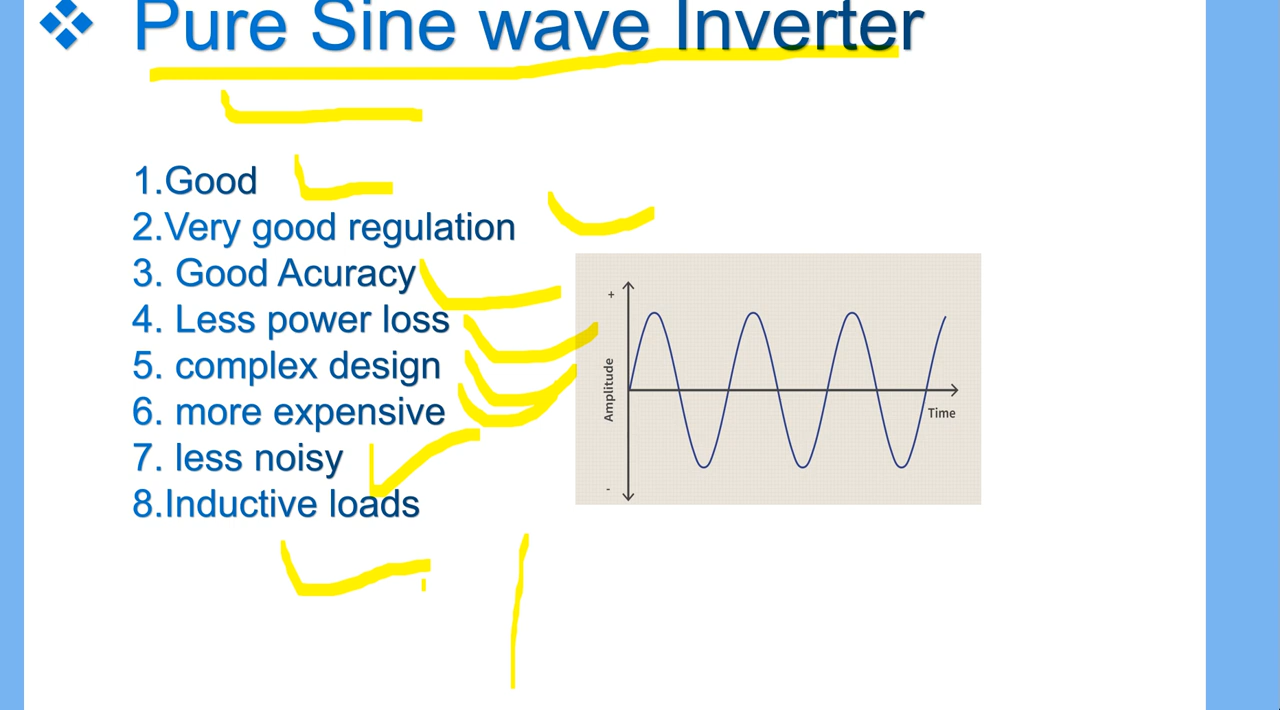 ❖ Pure Sine wave Inverter
1.Good
2.Very good regulation
3. Good Acuracy
4. Less power loss
5. complex design
6. more expensive
7. less noisy
8.Inductive loads
+
Amplitude
Time
-